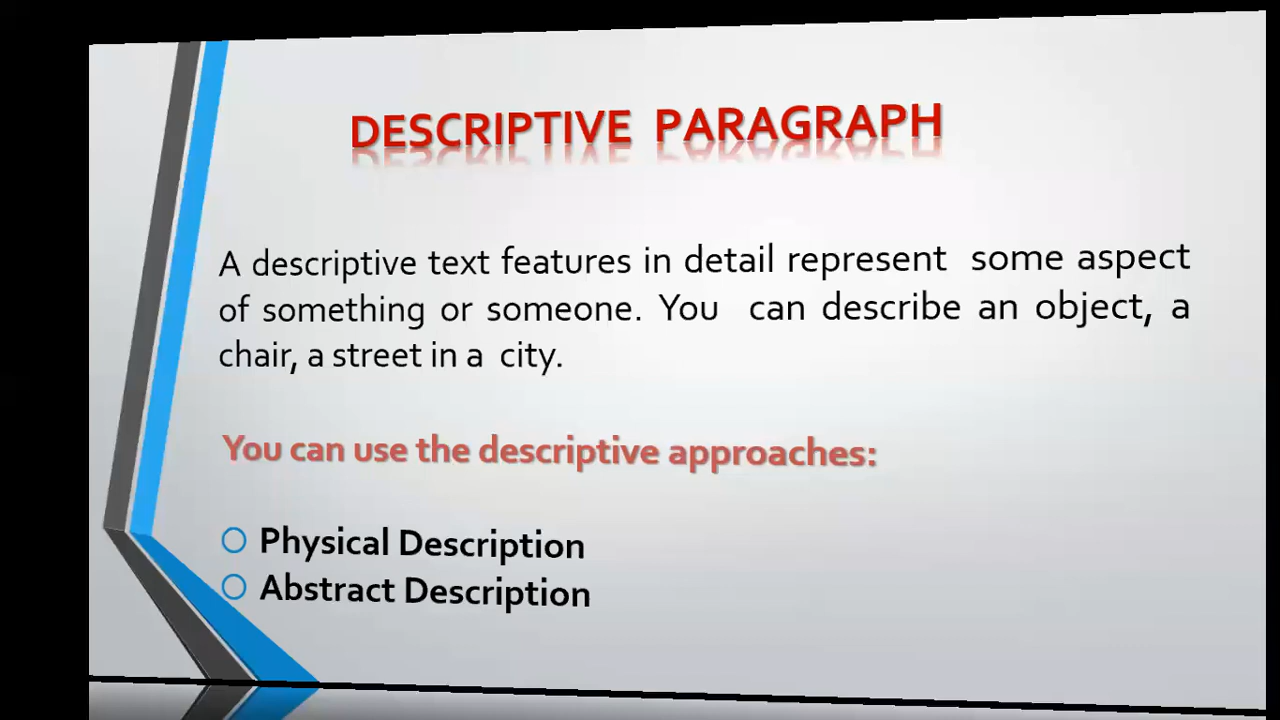 DESCRIPTIVE PARAGRAPH
A descriptive text features in detail represent some aspect
of something or someone. You can describe an object, a
chair, a street in a city.
You can use the descriptive approaches:
Physical Description
Abstract Description